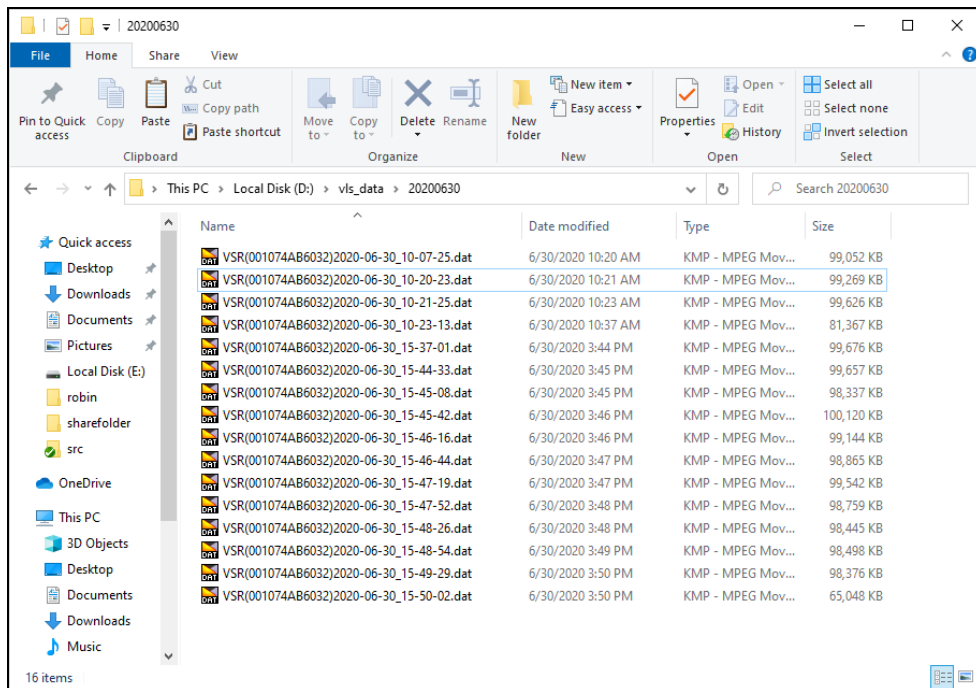 20200630
File Home Share View
Pin to Quick access
Copy
Paste
Cut
Copy path
Paste shortcut
Clipboard
Move to
Copy to
Delete
Rename
Organize
New folder
New item
Easy access
New
Properties
Open
Edit
History
Open
Select all
Select none
Invert selection
Select
This PC > Local Disk (D:) > vls_data > 20200630
Search 20200630
Quick access
Desktop
Downloads
Documents
Pictures
Local Disk (E:)
robin
sharefolder
src
OneDrive
This PC
3D Objects
Desktop
Documents
Downloads
Music
Name Date modified Type Size
DAT VSR(001074AB6032)2020-06-30_10-07-25.dat 6/30/2020 10:20 AM KMP - MPEG Mov... 99,052 KB
DAT VSR(001074AB6032)2020-06-30_10-20-23.dat 6/30/2020 10:21 AM KMP - MPEG Mov... 99,269 KB
DAT VSR(001074AB6032)2020-06-30_10-21-25.dat 6/30/2020 10:23 AM KMP - MPEG Mov... 99,626 KB
DAT VSR(001074AB6032)2020-06-30_10-23-13.dat 6/30/2020 10:37 AM KMP - MPEG Mov... 81,367 KB
DAT VSR(001074AB6032)2020-06-30_15-37-01.dat 6/30/2020 3:44 PM KMP - MPEG Mov... 99,676 KB
DAT VSR(001074AB6032)2020-06-30_15-44-33.dat 6/30/2020 3:45 PM KMP - MPEG Mov... 99,657 KB
DAT VSR(001074AB6032)2020-06-30_15-45-08.dat 6/30/2020 3:45 PM KMP - MPEG Mov... 98,337 KB
DAT VSR(001074AB6032)2020-06-30_15-45-42.dat 6/30/2020 3:46 PM KMP - MPEG Mov... 100,120 KB
DAT VSR(001074AB6032)2020-06-30_15-46-16.dat 6/30/2020 3:46 PM KMP - MPEG Mov... 99,144 KB
DAT VSR(001074AB6032)2020-06-30_15-46-44.dat 6/30/2020 3:47 PM KMP - MPEG Mov... 98,865 KB
DAT VSR(001074AB6032)2020-06-30_15-47-19.dat 6/30/2020 3:47 PM KMP - MPEG Mov... 99,542 KB
DAT VSR(001074AB6032)2020-06-30_15-47-52.dat 6/30/2020 3:48 PM KMP - MPEG Mov... 98,759 KB
DAT VSR(001074AB6032)2020-06-30_15-48-26.dat 6/30/2020 3:48 PM KMP - MPEG Mov... 98,445 KB
DAT VSR(001074AB6032)2020-06-30_15-48-54.dat 6/30/2020 3:49 PM KMP - MPEG Mov... 98,498 KB
DAT VSR(001074AB6032)2020-06-30_15-49-29.dat 6/30/2020 3:50 PM KMP - MPEG Mov... 98,376 KB
DAT VSR(001074AB6032)2020-06-30_15-50-02.dat 6/30/2020 3:50 PM KMP - MPEG Mov... 65,048 KB
16 items